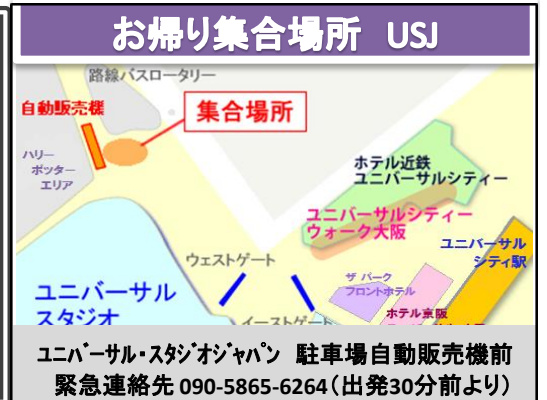 お帰り集合場所 USJ
路線バスロータリー
自動販売機
集合場所
ハリー
ポッター
エリア
ホテル近鉄
ユニバーサルシティー
ユニバーサルシティー
ウォーク大阪
ユニバーサル
シティ駅
ウェストゲート
ザ パーク
フロントホテル
ユニバーサル
スタジオ
イーストゲート
ホテル京阪
ユニバーサル・スタジオジャパン 駐車場自動販売機前
緊急連絡先 090-5865-6264(出発30分前より)